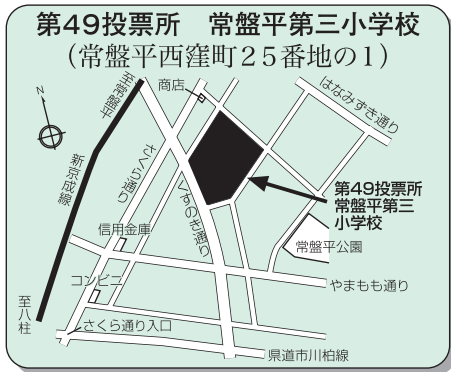 第49投票所　常盤平第三小学校
（常盤平西窪町25番地の1）
N
至常盤平
商店
はなみずき通り
さくら通り
新京成線
くすのき通り
第49投票所
常盤平第三
小学校
信用金庫
常盤平公園
コンビニ
やまもも通り
至八柱
さくら通り入口
県道市川柏線